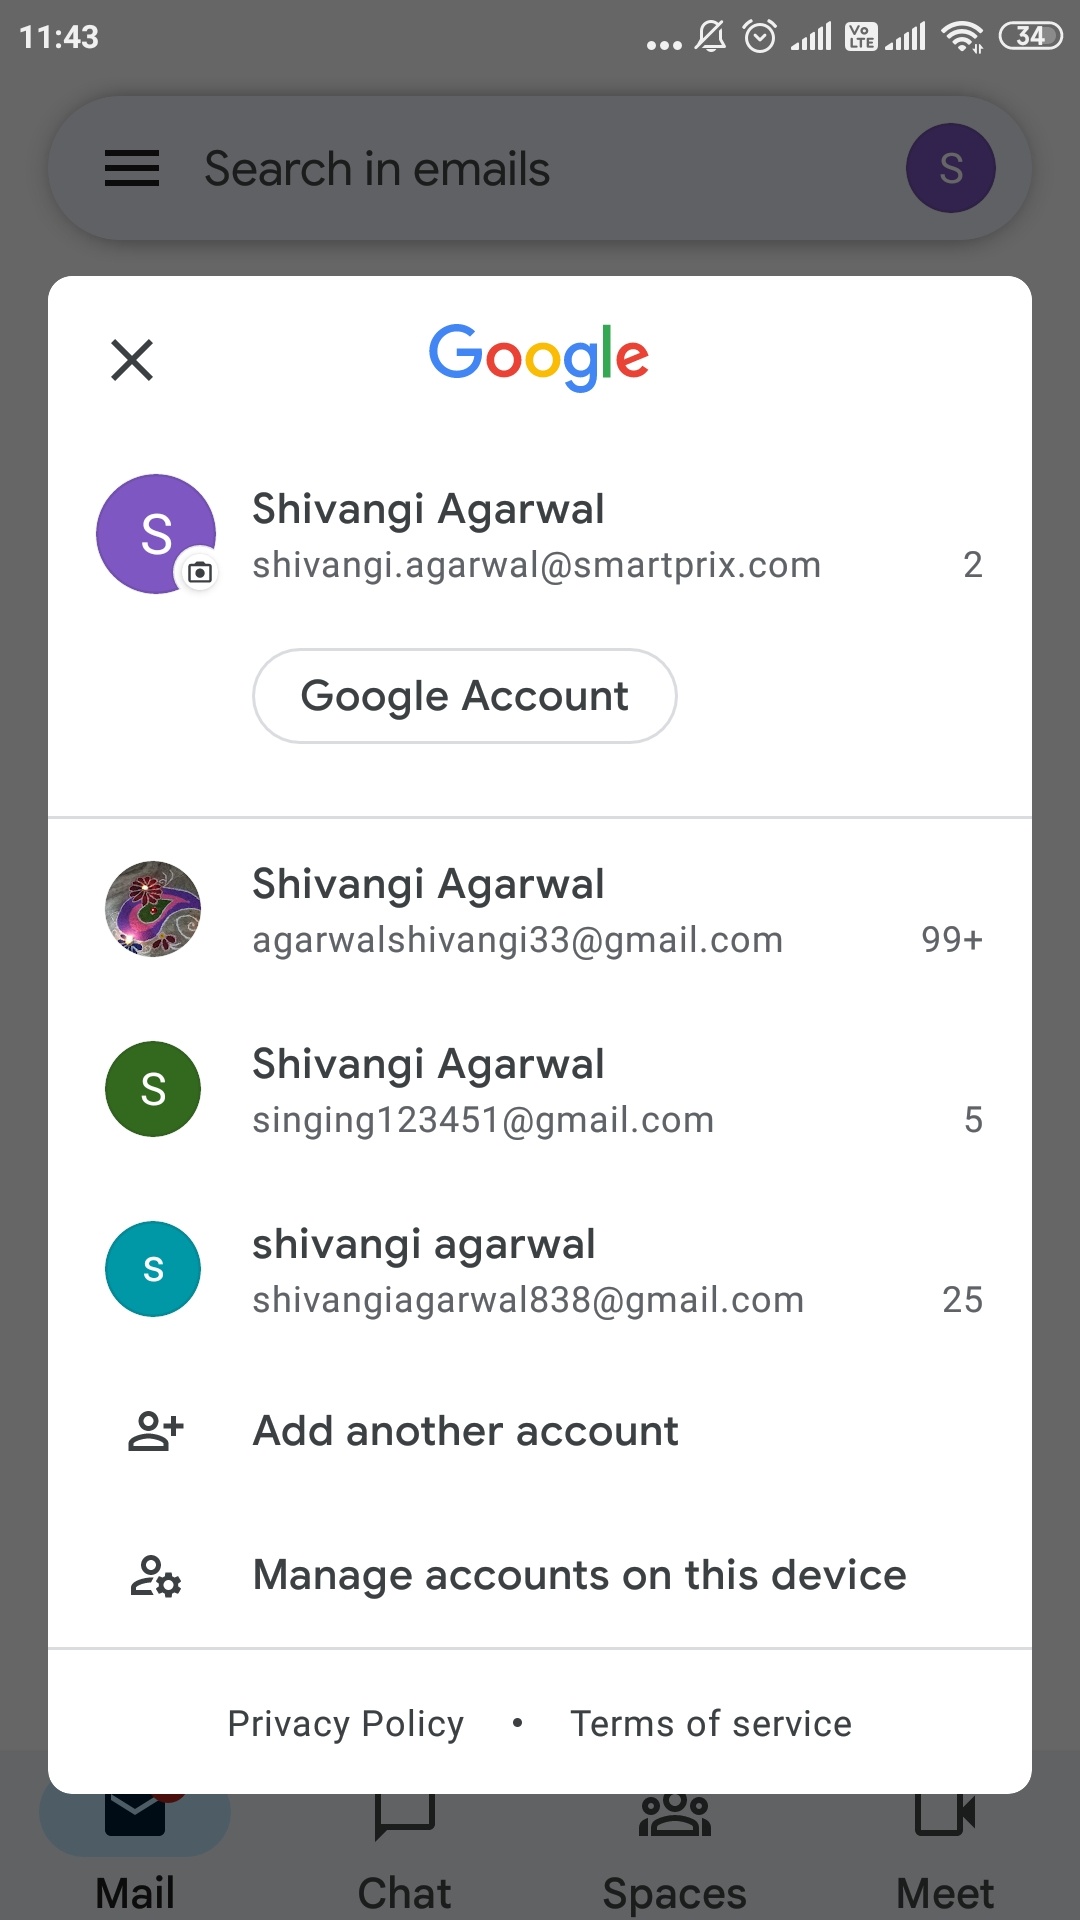 11:43
Vo LTE
34
Search in emails
S
Google
S
Shivangi Agarwal
shivangi.agarwal@smartprix.com
2
Google Account
Shivangi Agarwal
agarwalshivangi33@gmail.com
99+
S
Shivangi Agarwal
singing123451@gmail.com
5
s
shivangi agarwal
shivangiagarwal838@gmail.com
25
Add another account
Manage accounts on this device
Privacy Policy • Terms of service
Mail
Chat
Spaces
Meet